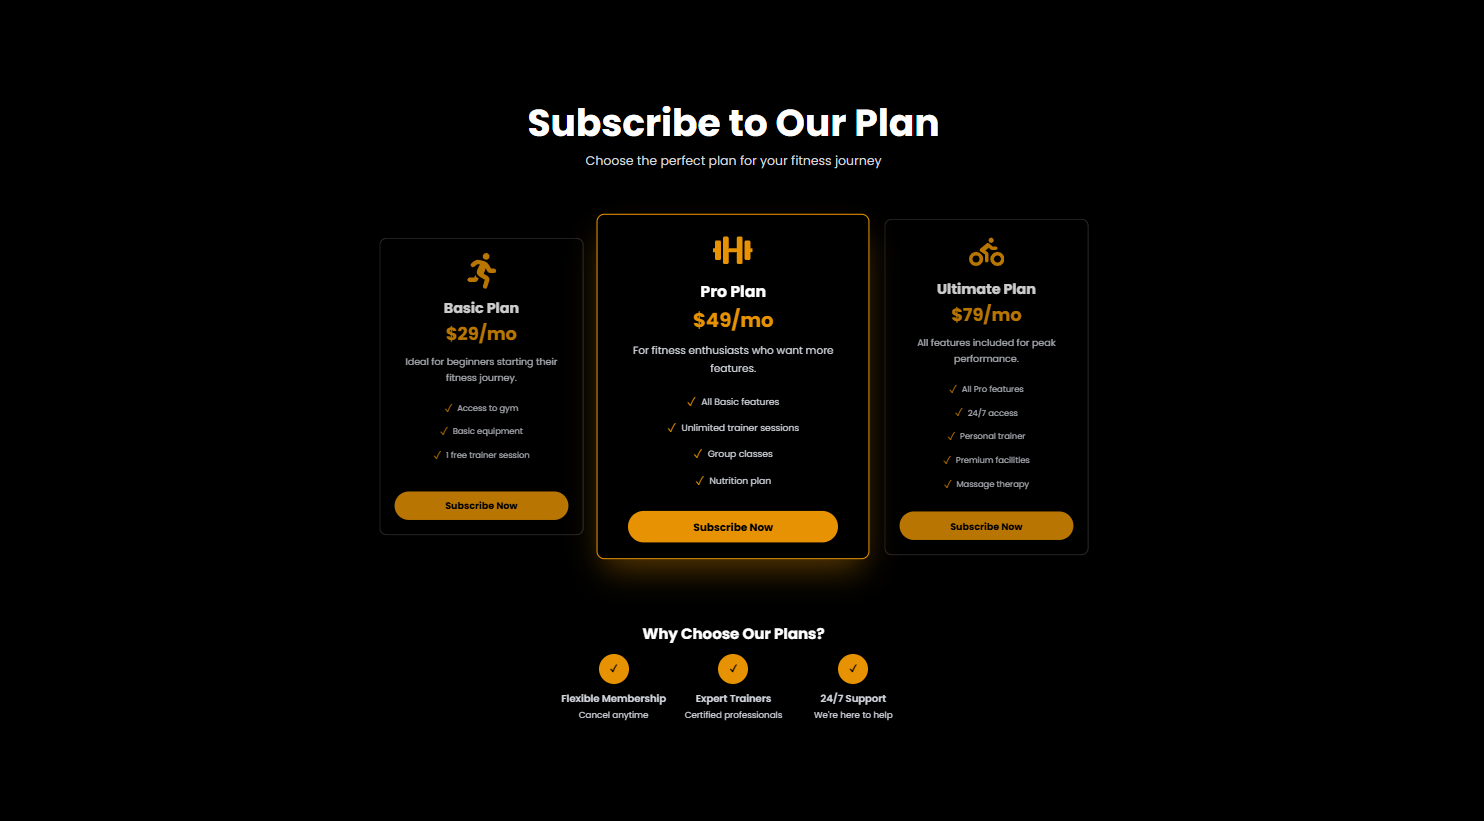 Subscribe to Our Plan
Choose the perfect plan for your fitness journey
Basic Plan
$29/mo
Ideal for beginners starting their
fitness journey.
✓ Access to gym
✓ Basic equipment
✓ 1 free trainer session
Subscribe Now
Pro Plan
$49/mo
For fitness enthusiasts who want more
features.
✓ All Basic features
✓ Unlimited trainer sessions
✓ Group classes
✓ Nutrition plan
Subscribe Now
Ultimate Plan
$79/mo
All features included for peak
performance.
✓ All Pro features
✓ 24/7 access
✓ Personal trainer
✓ Premium facilities
✓ Massage therapy
Subscribe Now
Why Choose Our Plans?
✓
Flexible Membership
Cancel anytime
✓
Expert Trainers
Certified professionals
✓
24/7 Support
We're here to help